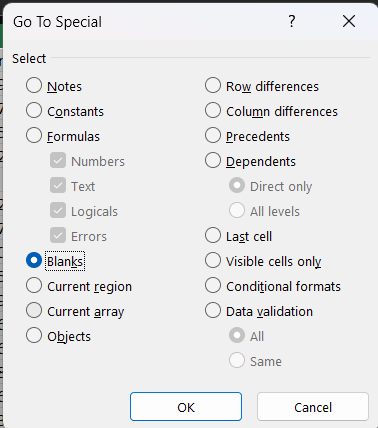 Go To Special
?
Select
Notes
Constants
Formulas
Numbers
Text
Logicals
Errors
Blanks
Current region
Current array
Objects
Row differences
Column differences
Precedents
Dependents
Direct only
All levels
Last cell
Visible cells only
Conditional formats
Data validation
All
Same
OK
Cancel